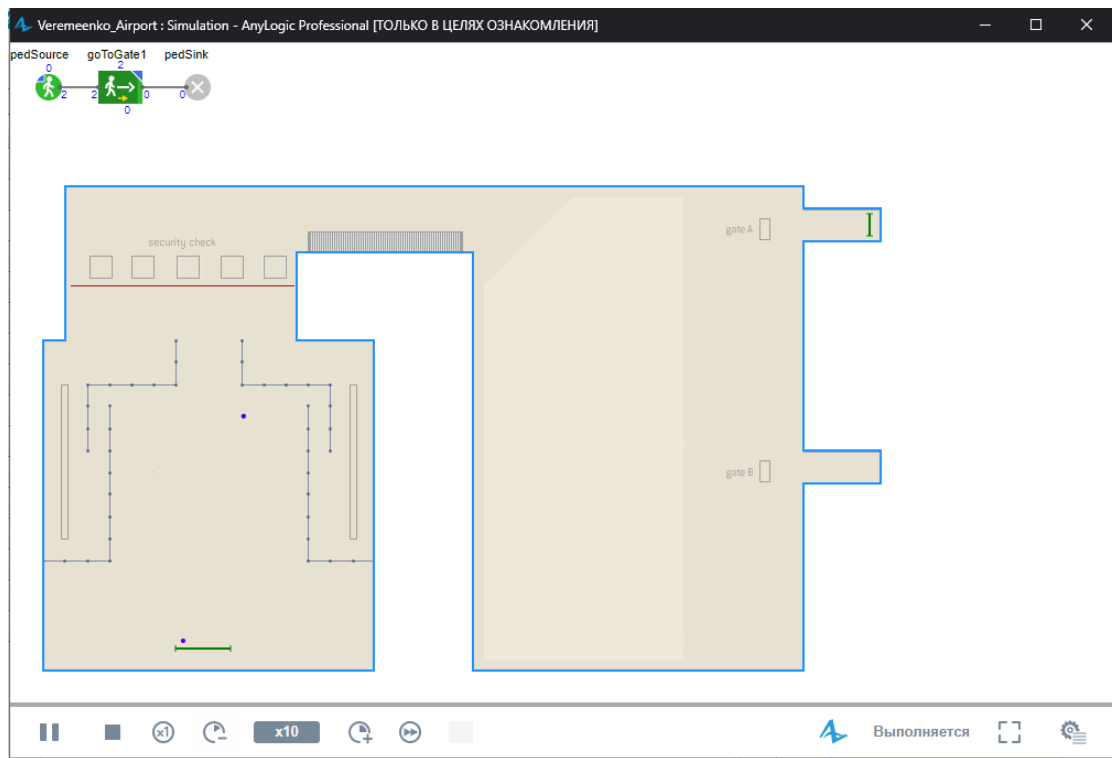 Veremeenko_Airport : Simulation - AnyLogic Professional [ТОЛЬКО В ЦЕЛЯХ ОЗНАКОМЛЕНИЯ]
pedSource goToGate1 pedSink
0 2
2 2 0 0
0
security check
gate A
gate B
x1 x10 Выполняется